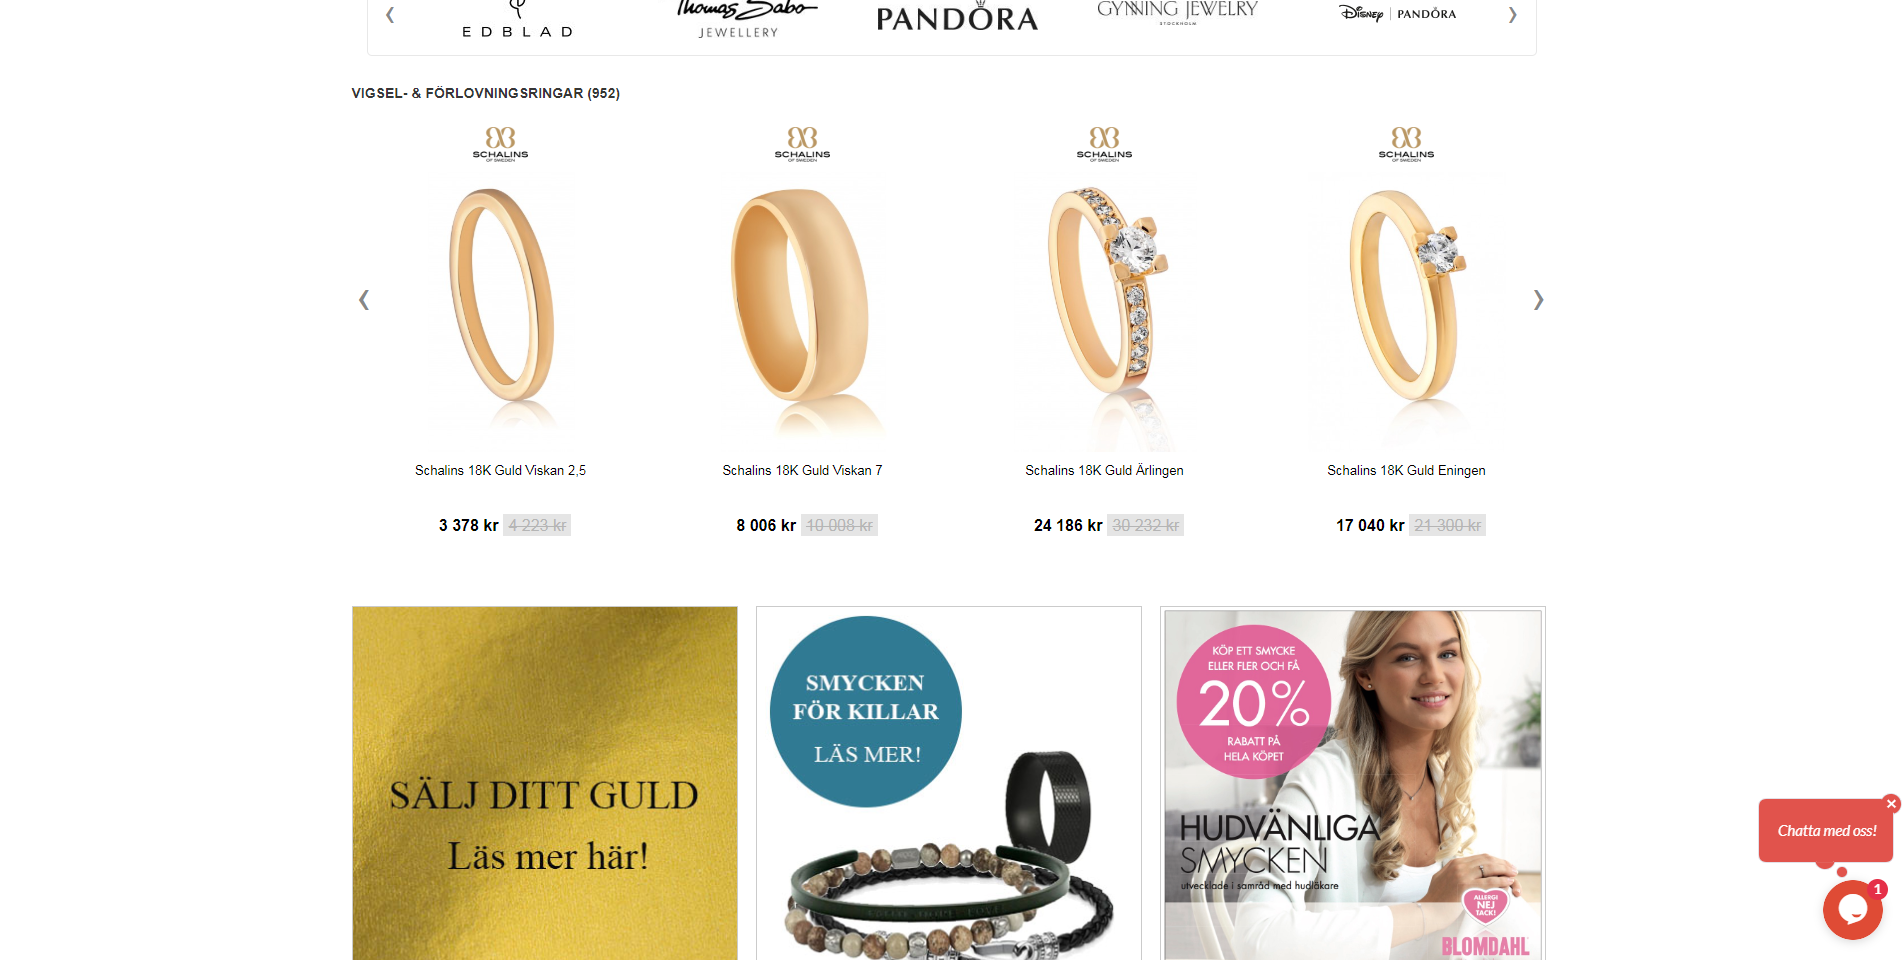 EDBLAD
Thomas Sabo
JEWELLERY
PANDÓRA
GYNNING JEWELRY
STOCKHOLM
Disney | PANDÓRA
VIGSEL- & FÖRLOVNINGSRINGAR (952)
SCHALINS
OF SWEDEN
SCHALINS
OF SWEDEN
SCHALINS
OF SWEDEN
SCHALINS
OF SWEDEN
Schalins 18K Guld Viskan 2,5
Schalins 18K Guld Viskan 7
Schalins 18K Guld Ärlingen
Schalins 18K Guld Eningen
3 378 kr 4 223 kr
8 006 kr 10 008 kr
24 186 kr 30 232 kr
17 040 kr 21 300 kr
SÄLJ DITT GULD
Läs mer här!
SMYCKEN
FÖR KILLAR
LÄS MER!
KÖP ETT SMYCKE
ELLER FLER OCH FÅ
20%
RABATT PÅ
HELA KÖPET
HUDVÄNLIGA
SMYCKEN
utvecklade i samråd med hudläkare
ALLERGI
NEJ
TACK!
BLOMDAHL
Chatta med oss!
1